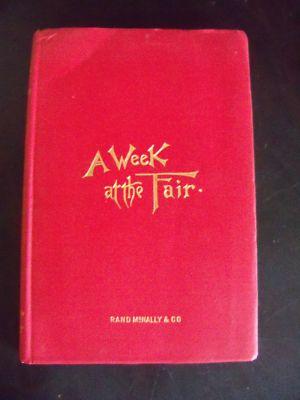 A Week
at the Fair.
RAND McNALLY & CO